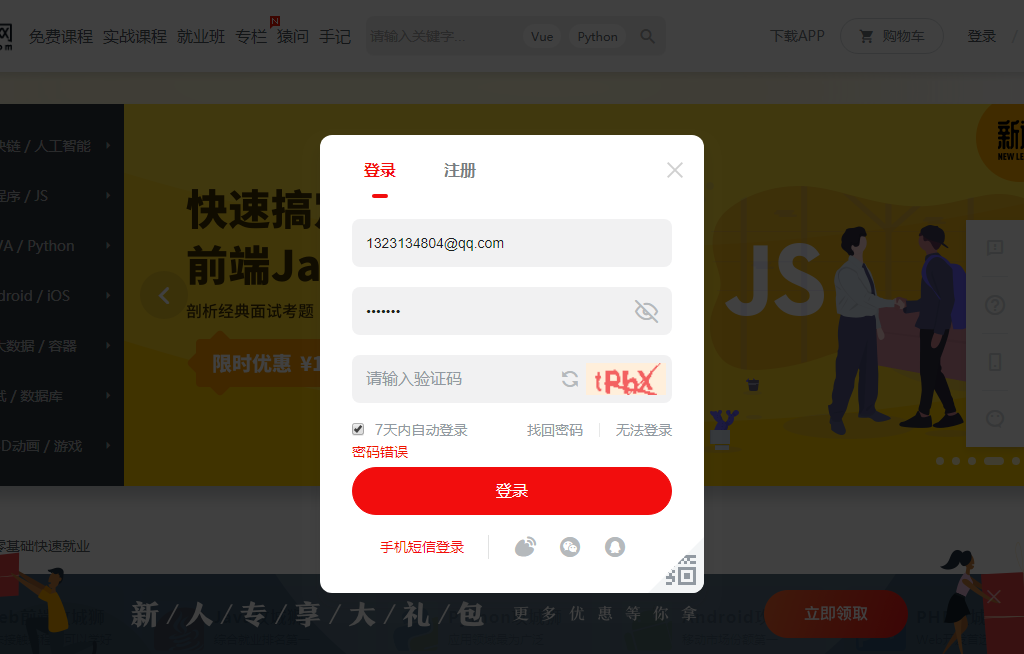 免费课程 实战课程 就业班 专栏 N 猿问 手记 请输入关键字... Vue Python 下载APP 购物车 登录 /
块链 / 人工智能
程序 / JS
VA / Python
droid / iOS
大数据 / 容器
/ 数据库
D动画 / 游戏
快速搞定
前端Ja
剖析经典面试考题
限时优惠 ¥1
JS
NEW LE
登录 注册
1323134804@qq.com
•••••••
请输入验证码 tRbX
7天内自动登录 找回密码 无法登录
密码错误
登录
手机短信登录
零基础快速就业
新/人/专/享/大/礼/包 更多优惠等你拿 立即领取